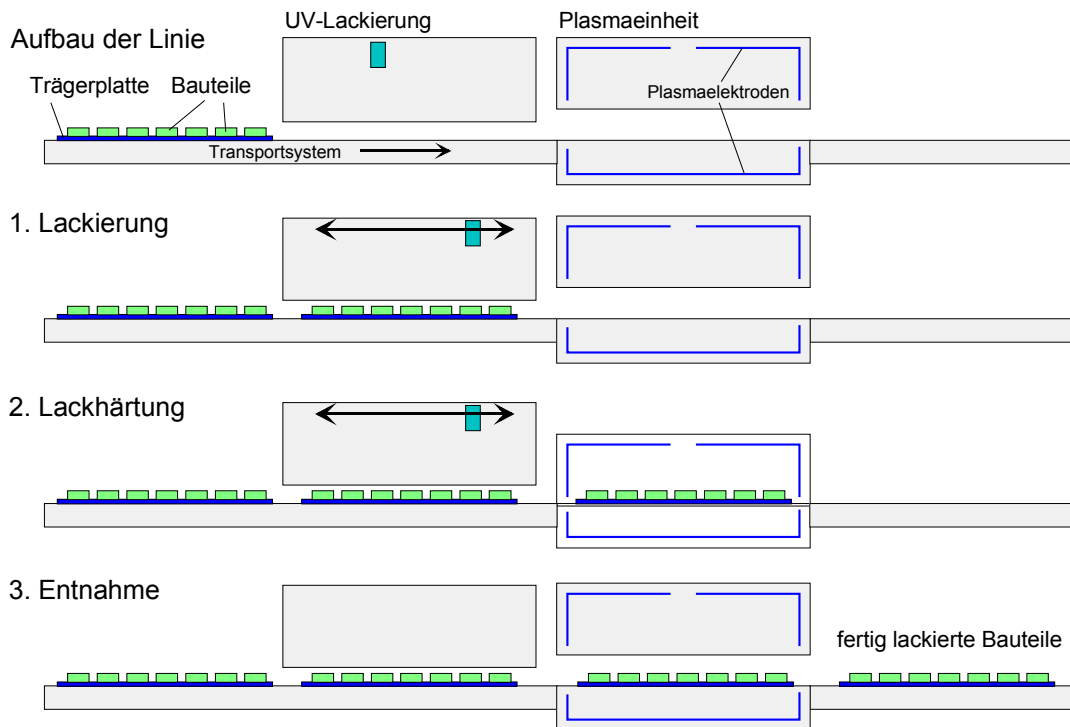 UV-Lackierung
Plasmaeinheit
Aufbau der Linie
Trägerplatte
Bauteile
Plasmaelektroden
Transportsystem
1. Lackierung
2. Lackhärtung
3. Entnahme
fertig lackierte Bauteile